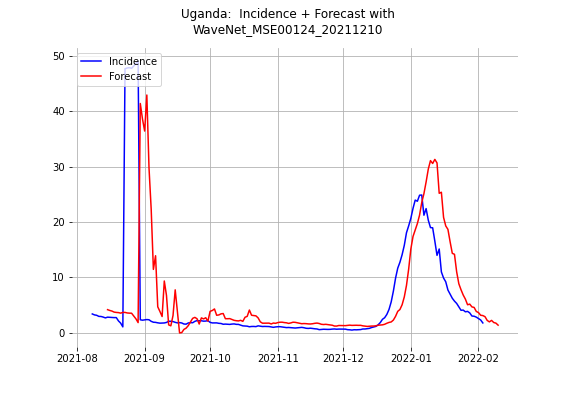 Uganda:  Incidence + Forecast with
WaveNet_MSE00124_20211210
Incidence
Forecast
50
40
30
20
10
0
2021-08 2021-09 2021-10 2021-11 2021-12 2022-01 2022-02